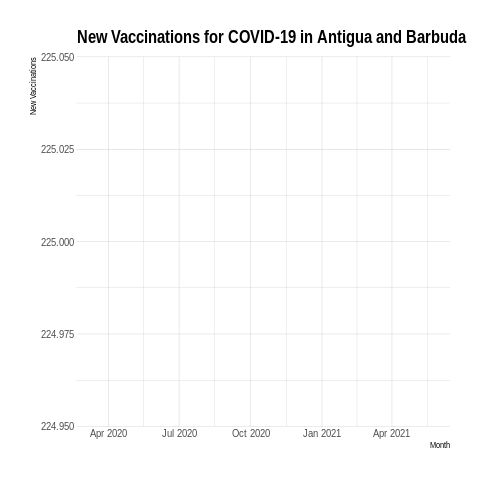 New Vaccinations for COVID-19 in Antigua and Barbuda
New Vaccinations
225.050
225.025
225.000
224.975
224.950
Apr 2020 Jul 2020 Oct 2020 Jan 2021 Apr 2021
Month